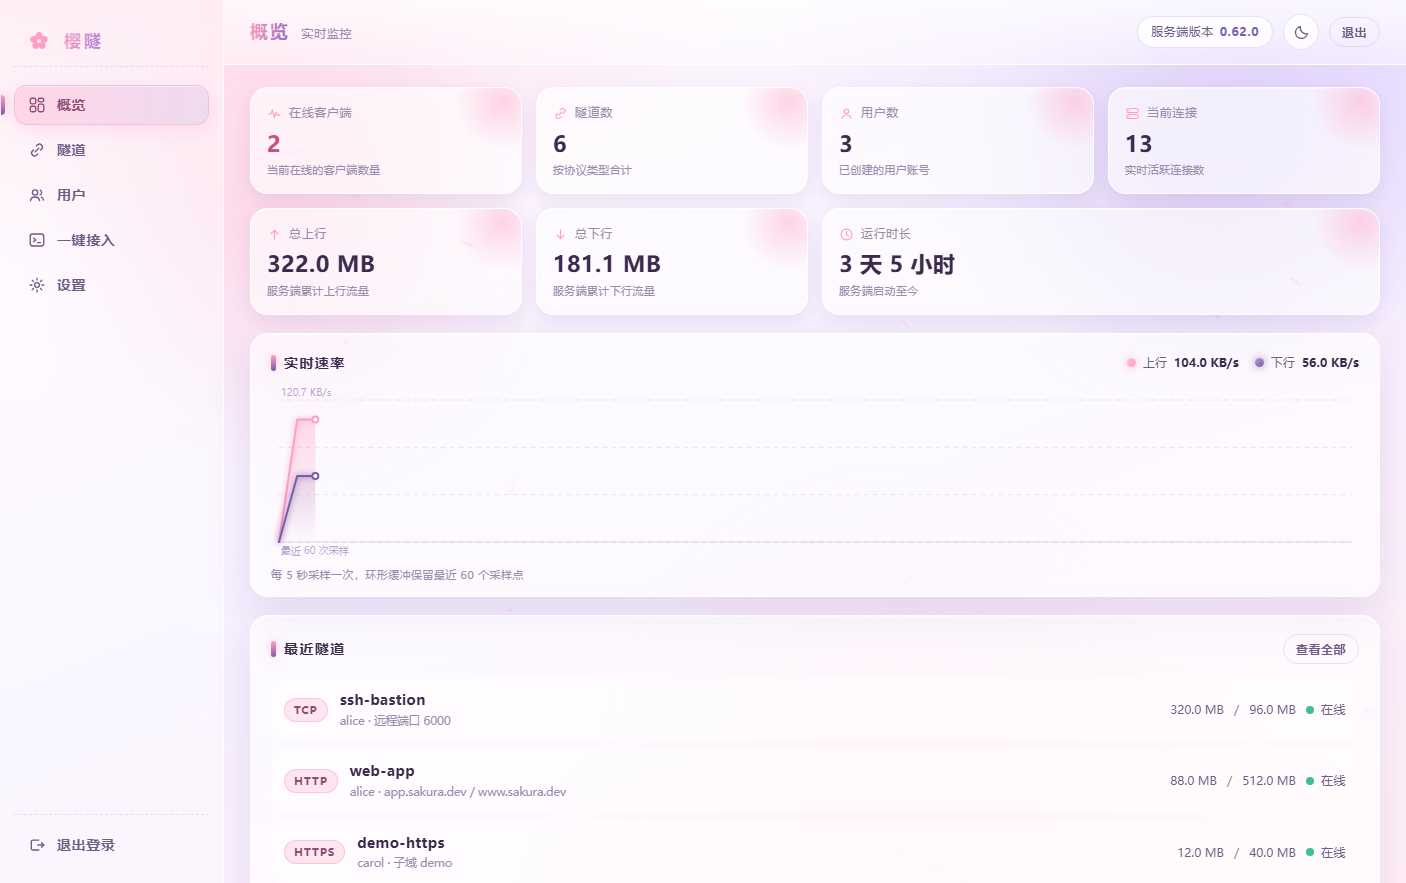 樱隧
概览
隧道
用户
一键接入
设置
退出登录
概览 实时监控
服务端版本 0.62.0
退出
在线客户端
2
当前在线的客户端数量
隧道数
6
按协议类型合计
用户数
3
已创建的用户账号
当前连接
13
实时活跃连接数
总上行
322.0 MB
服务端累计上行流量
总下行
181.1 MB
服务端累计下行流量
运行时长
3 天 5 小时
服务端启动至今
实时速率
上行 104.0 KB/s 下行 56.0 KB/s
120.7 KB/s
最近 60 次采样
每 5 秒采样一次，环形缓冲保留最近 60 个采样点
最近隧道
查看全部
TCP
ssh-bastion
alice · 远程端口 6000
320.0 MB / 96.0 MB 在线
HTTP
web-app
alice · app.sakura.dev / www.sakura.dev
88.0 MB / 512.0 MB 在线
HTTPS
demo-https
carol · 子域 demo
12.0 MB / 40.0 MB 在线